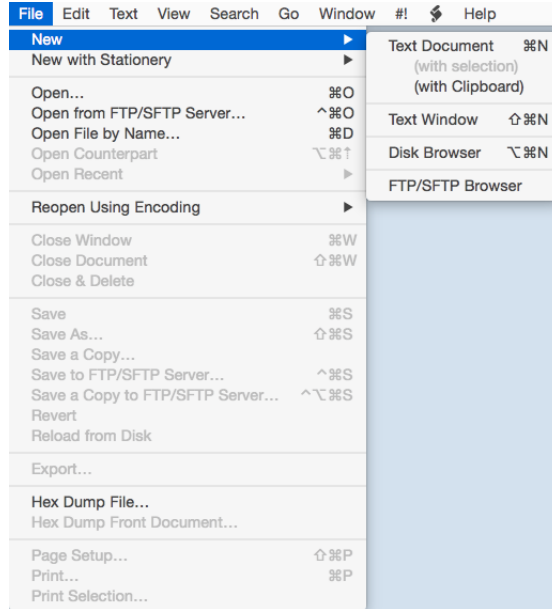 File Edit Text View Search Go Window #! Help
New ▶
New with Stationery ▶
Open... ⌘O
Open from FTP/SFTP Server... ^⌘O
Open File by Name... ⌘D
Open Counterpart ⌥⌘↑
Open Recent ▶
Reopen Using Encoding ▶
Close Window ⌘W
Close Document ⇧⌘W
Close & Delete
Save ⌘S
Save As... ⇧⌘S
Save a Copy...
Save to FTP/SFTP Server... ^⌘S
Save a Copy to FTP/SFTP Server... ^⌥⌘S
Revert
Reload from Disk
Export...
Hex Dump File...
Hex Dump Front Document...
Page Setup... ⇧⌘P
Print... ⌘P
Print Selection...
Text Document ⌘N
(with selection)
(with Clipboard)
Text Window ⇧⌘N
Disk Browser ⌥⌘N
FTP/SFTP Browser